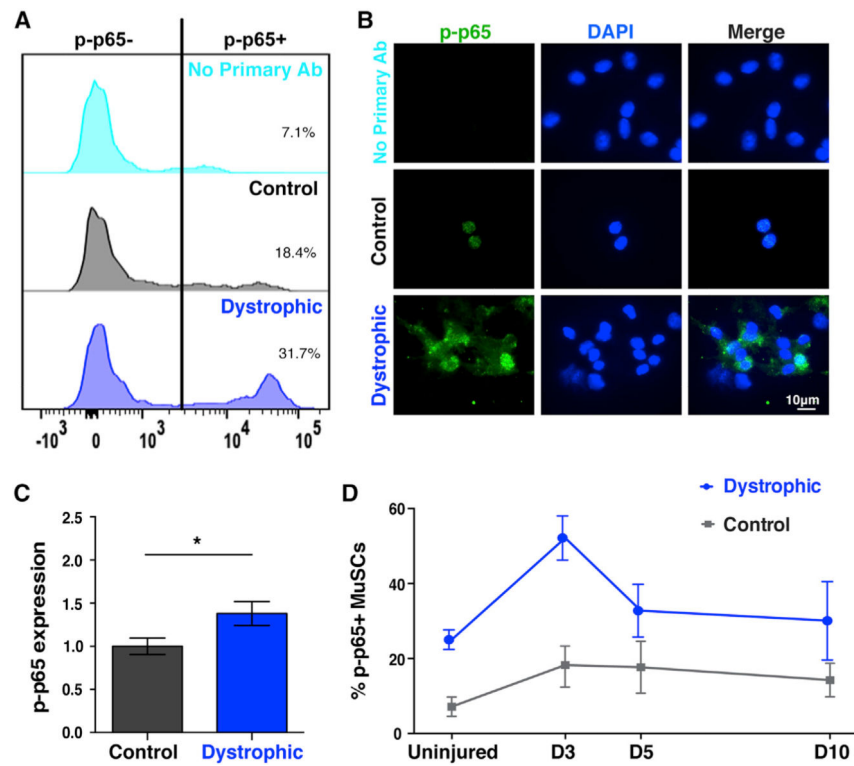 A
p-p65-
p-p65+
No Primary Ab
7.1%
Control
18.4%
Dystrophic
31.7%
-10³ 0 10³ 10⁴ 10⁵
B
p-p65
DAPI
Merge
No Primary Ab
Control
Dystrophic
10μm
C
p-p65 expression
2.5
2.0
1.5
1.0
0.5
0.0
*
Control
Dystrophic
D
Dystrophic
Control
% p-p65+ MuSCs
60
40
20
0
Uninjured D3 D5 D10